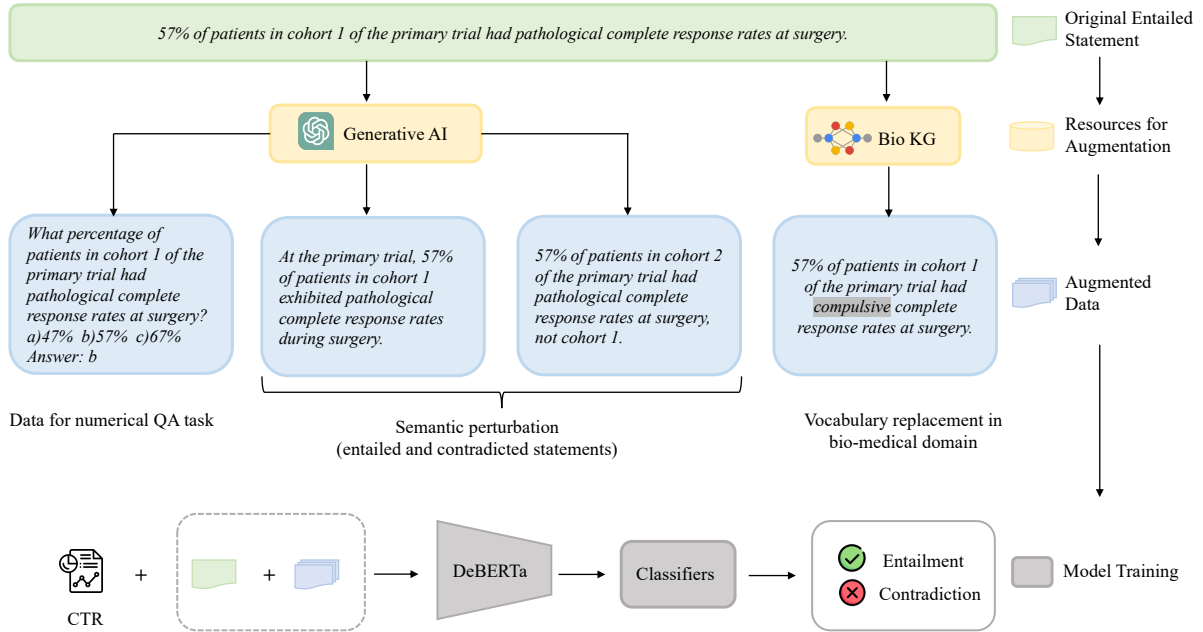 57% of patients in cohort 1 of the primary trial had pathological complete response rates at surgery.
Original Entailed
Statement
Generative AI
Bio KG
Resources for
Augmentation
What percentage of
patients in cohort 1 of the
primary trial had
pathological complete
response rates at surgery?
a)47% b)57% c)67%
Answer: b
At the primary trial, 57%
of patients in cohort 1
exhibited pathological
complete response rates
during surgery.
57% of patients in cohort 2
of the primary trial had
pathological complete
response rates at surgery,
not cohort 1.
57% of patients in cohort 1
of the primary trial had
compulsive complete
response rates at surgery.
Augmented
Data
Data for numerical QA task
Semantic perturbation
(entailed and contradicted statements)
Vocabulary replacement in
bio-medical domain
CTR
+
+
DeBERTa
Classifiers
Entailment
Contradiction
Model Training